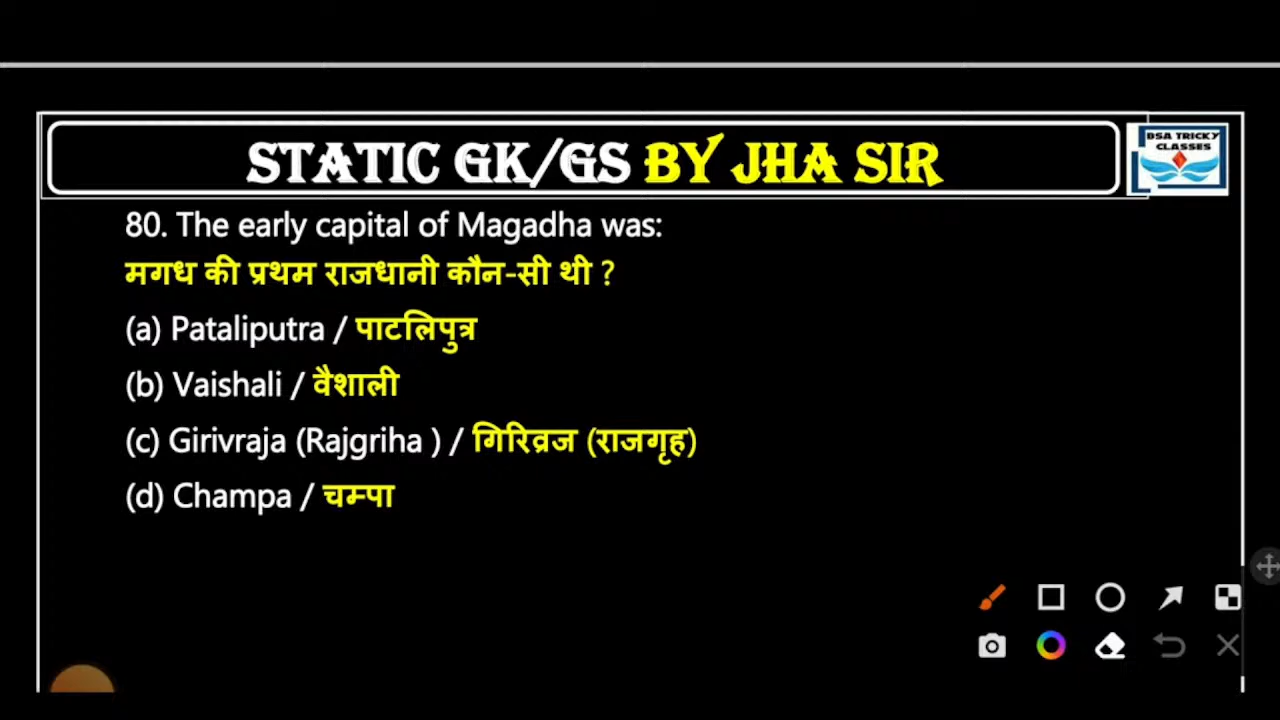 STATIC GK/GS BY JHA SIR
BSA TRICKY
CLASSES
80. The early capital of Magadha was:
मगध की प्रथम राजधानी कौन-सी थी ?
(a) Pataliputra / पाटलिपुत्र
(b) Vaishali / वैशाली
(c) Girivraja (Rajgriha ) / गिरिव्रज (राजगृह)
(d) Champa / चम्पा